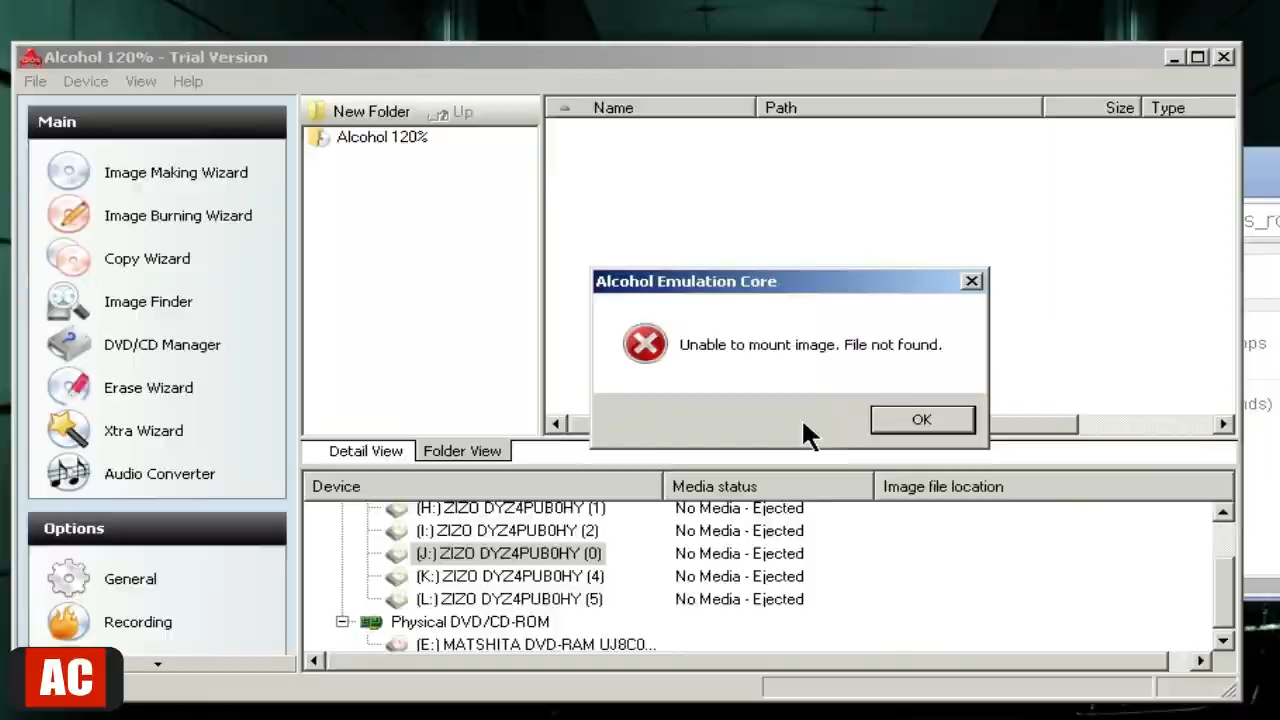 Alcohol 120% - Trial Version
File Device View Help
Main
Image Making Wizard
Image Burning Wizard
Copy Wizard
Image Finder
DVD/CD Manager
Erase Wizard
Xtra Wizard
Audio Converter
Options
General
Recording
AC
New Folder Up
Alcohol 120%
Name Path Size Type
Alcohol Emulation Core
Unable to mount image. File not found.
OK
Detail View Folder View
Device Media status Image file location
(H:) ZIZO DYZ4PUB0HY (1) No Media - Ejected
(I:) ZIZO DYZ4PUB0HY (2) No Media - Ejected
(J:) ZIZO DYZ4PUB0HY (0) No Media - Ejected
(K:) ZIZO DYZ4PUB0HY (4) No Media - Ejected
(L:) ZIZO DYZ4PUB0HY (5) No Media - Ejected
Physical DVD/CD-ROM
(E:) MATSHITA DVD-RAM UJ8C0...